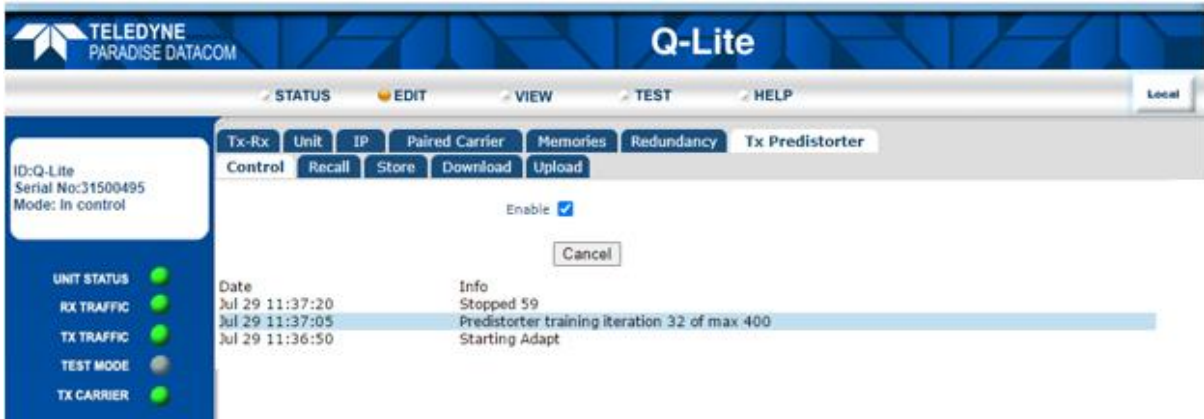 TELEDYNE
PARADISE DATACOM
Q-Lite
STATUS EDIT VIEW TEST HELP Local
Tx-Rx Unit IP Paired Carrier Memories Redundancy Tx Predistorter
Control Recall Store Download Upload
ID:Q-Lite
Serial No:31500495
Mode: In control
Enable
Cancel
UNIT STATUS
RX TRAFFIC
TX TRAFFIC
TEST MODE
TX CARRIER
Date Info
Jul 29 11:37:20 Stopped 59
Jul 29 11:37:05 Predistorter training iteration 32 of max 400
Jul 29 11:36:50 Starting Adapt